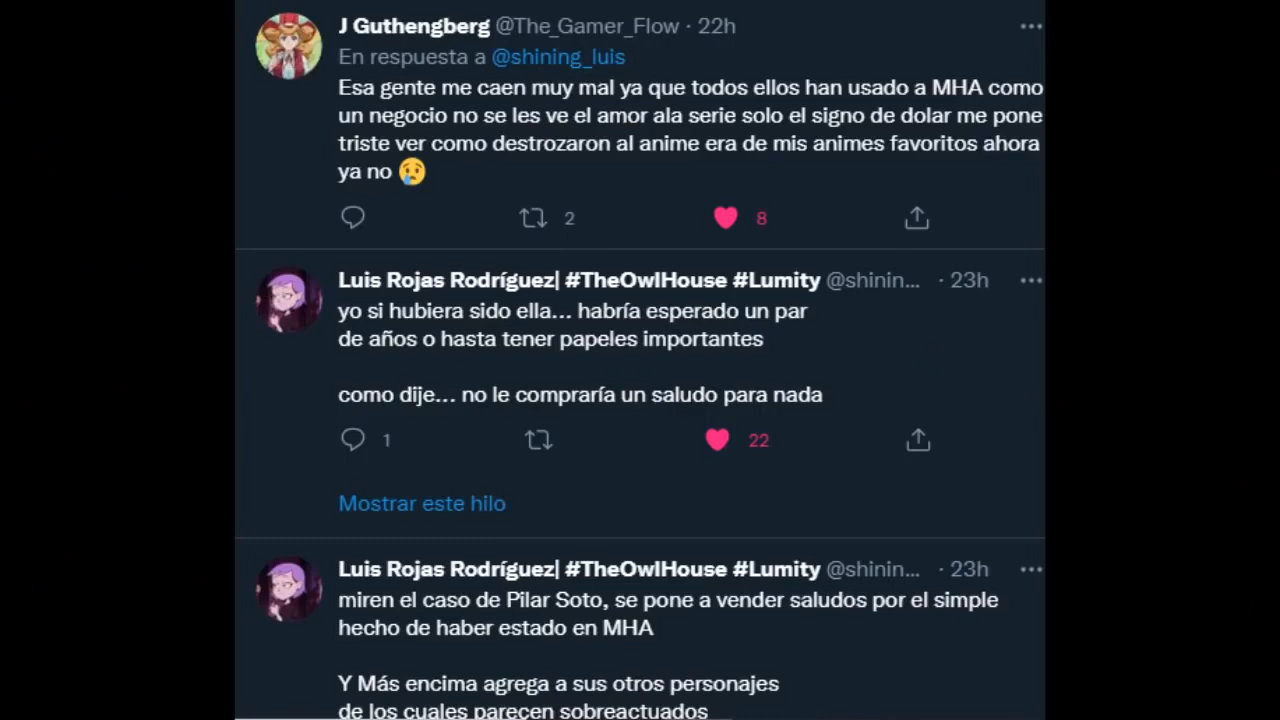 J Guthengberg @The_Gamer_Flow · 22h
En respuesta a @shining_luis
Esa gente me caen muy mal ya que todos ellos han usado a MHA como
un negocio no se les ve el amor ala serie solo el signo de dolar me pone
triste ver como destrozaron al anime era de mis animes favoritos ahora
ya no 😢
2 8
Luis Rojas Rodríguez| #TheOwlHouse #Lumity @shinin... · 23h
yo si hubiera sido ella... habría esperado un par
de años o hasta tener papeles importantes
como dije... no le compraría un saludo para nada
1 22
Mostrar este hilo
Luis Rojas Rodríguez| #TheOwlHouse #Lumity @shinin... · 23h
miren el caso de Pilar Soto, se pone a vender saludos por el simple
hecho de haber estado en MHA
Y Más encima agrega a sus otros personajes
de los cuales parecen sobreactuados